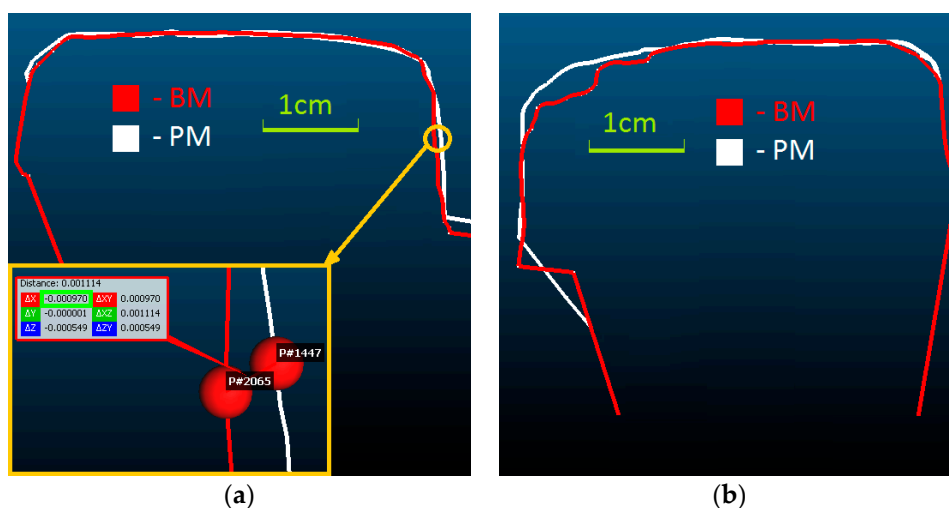 - BM
1cm
- PM
Distance: 0.001114
ΔX -0.000970 ΔXY 0.000970
ΔY -0.000001 ΔXZ 0.001114
ΔZ -0.000549 ΔZY 0.000549
P#1447
P#2065
(a)
- BM
1cm
- PM
(b)